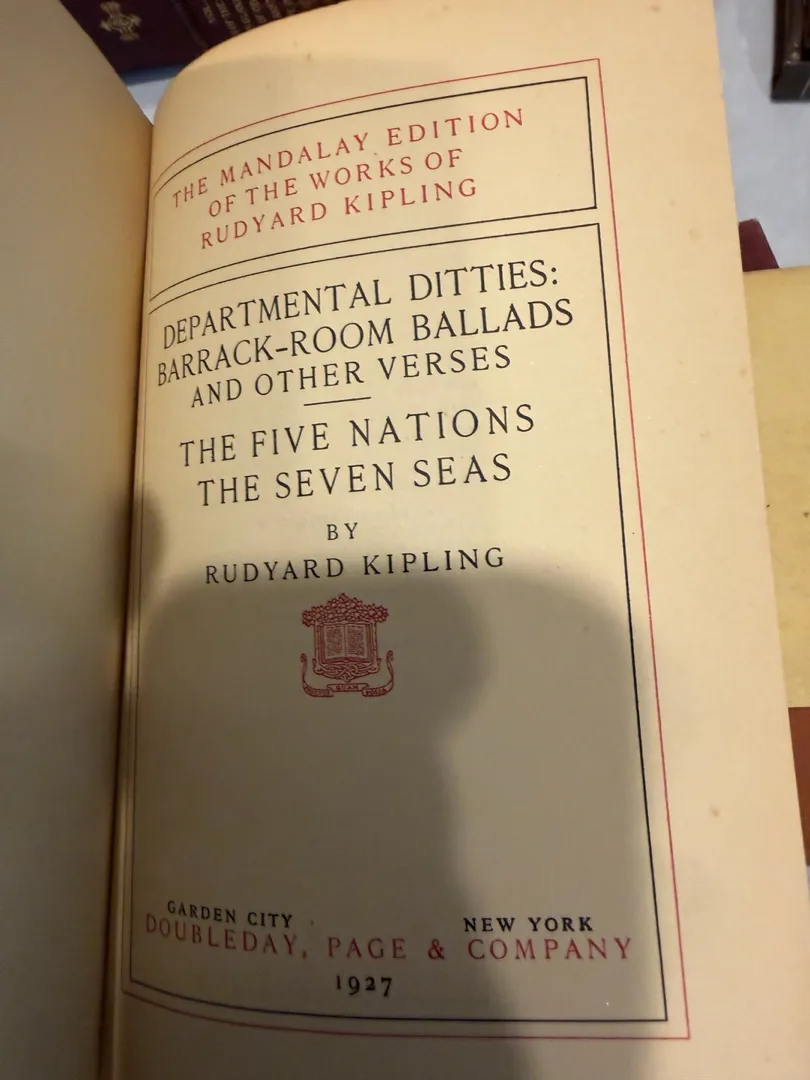 THE MANDALAY EDITION
OF THE WORKS OF
RUDYARD KIPLING
DEPARTMENTAL DITTIES:
BARRACK-ROOM BALLADS
AND OTHER VERSES
THE FIVE NATIONS
THE SEVEN SEAS
BY
RUDYARD KIPLING
QUAM
GARDEN CITY NEW YORK
DOUBLEDAY, PAGE & COMPANY
1927